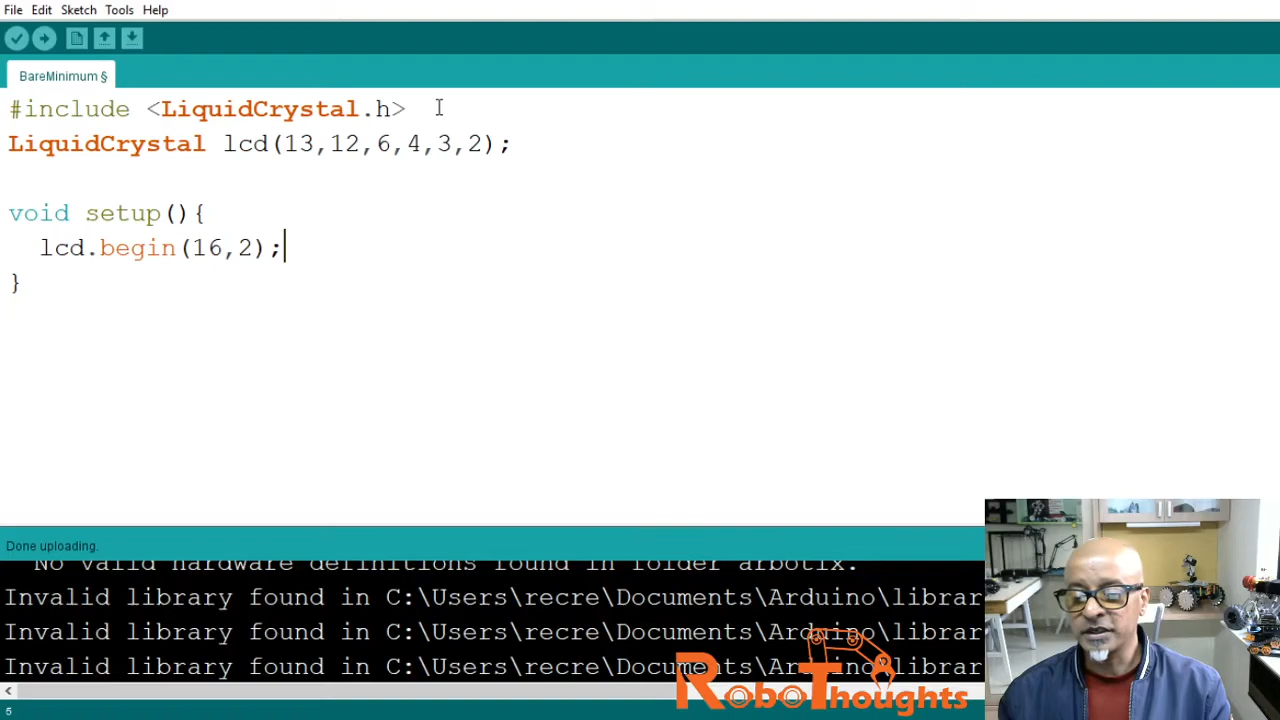 File Edit Sketch Tools Help
BareMinimum §
#include <LiquidCrystal.h>
LiquidCrystal lcd(13,12,6,4,3,2);
void setup(){
lcd.begin(16,2);
}
Done uploading.
No valid hardware definitions found in folder arbotix.
Invalid library found in C:\Users\recre\Documents\Arduino\librar
Invalid library found in C:\Users\recre\Documents\Arduino\librar
Invalid library found in C:\Users\recre\Documents\Arduino\librar
RoboThoughts
5